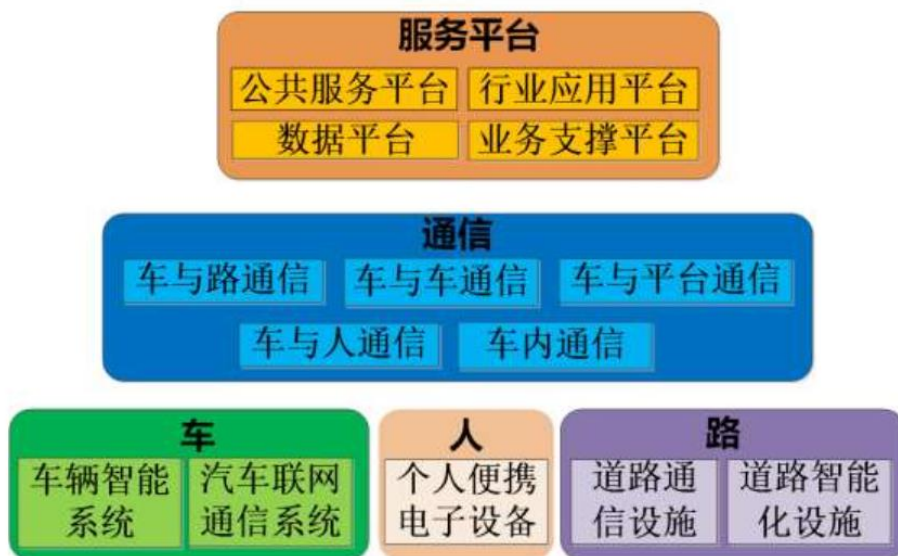 服务平台
公共服务平台 行业应用平台
数据平台 业务支撑平台
通信
车与路通信 车与车通信 车与平台通信
车与人通信 车内通信
车
车辆智能
系统
汽车联网
通信系统
人
个人便携
电子设备
路
道路通
信设施
道路智能
化设施